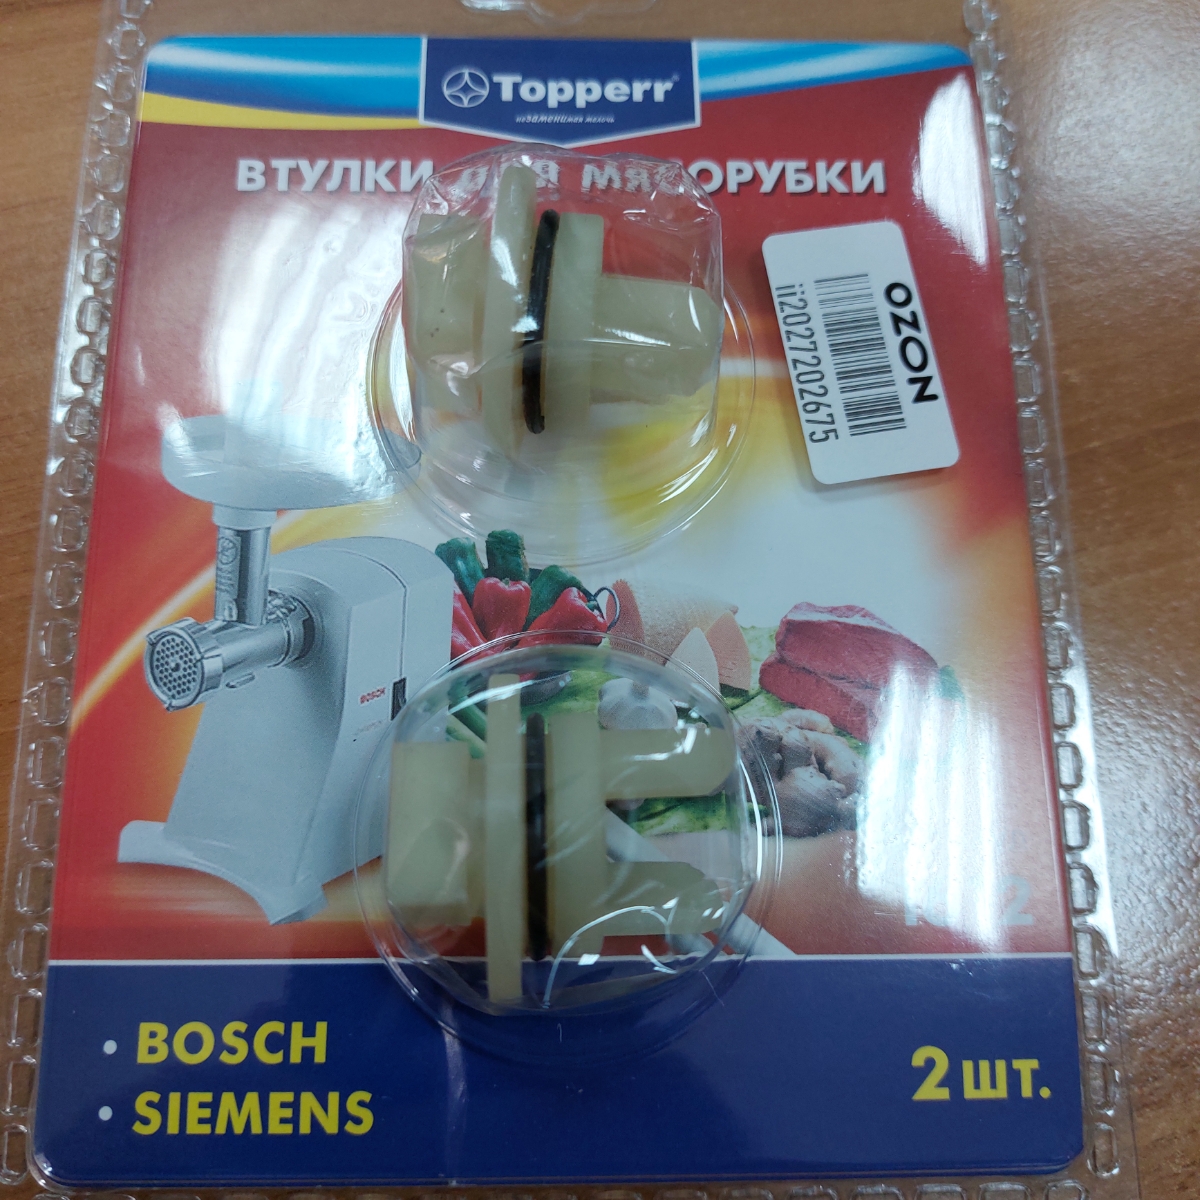 Topperr
незаменимая мелочь
ВТУЛКИ ДЛЯ МЯСОРУБКИ
OZON
ii2027202675
BOSCH
• BOSCH
• SIEMENS
2 шт.